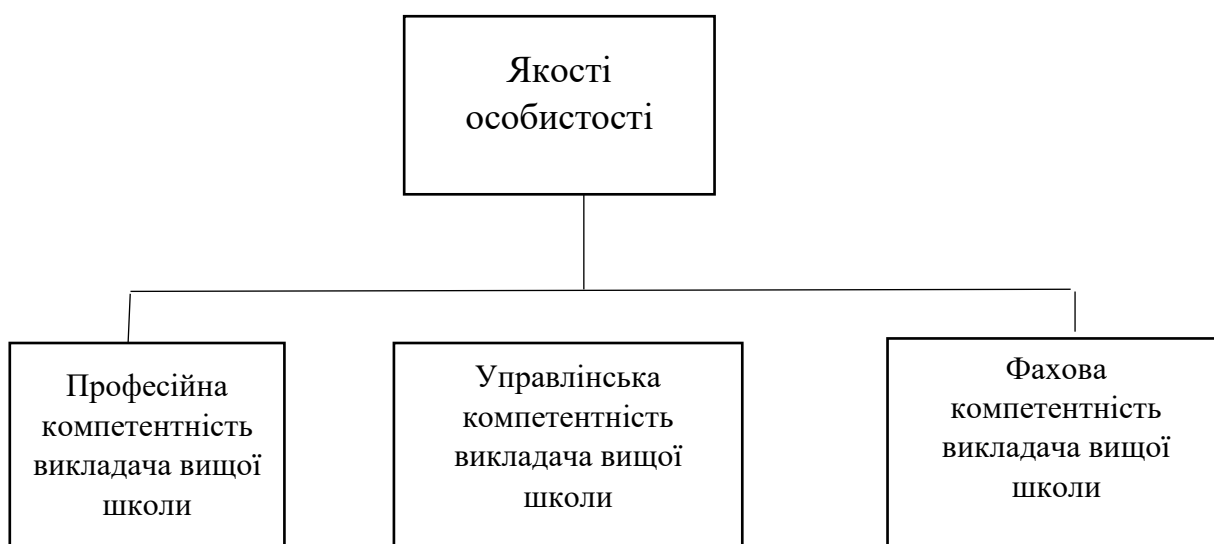 Якості
особистості
Професійна
компетентність
викладача вищої
школи
Управлінська
компетентність
викладача вищої
школи
Фахова
компетентність
викладача вищої
школи